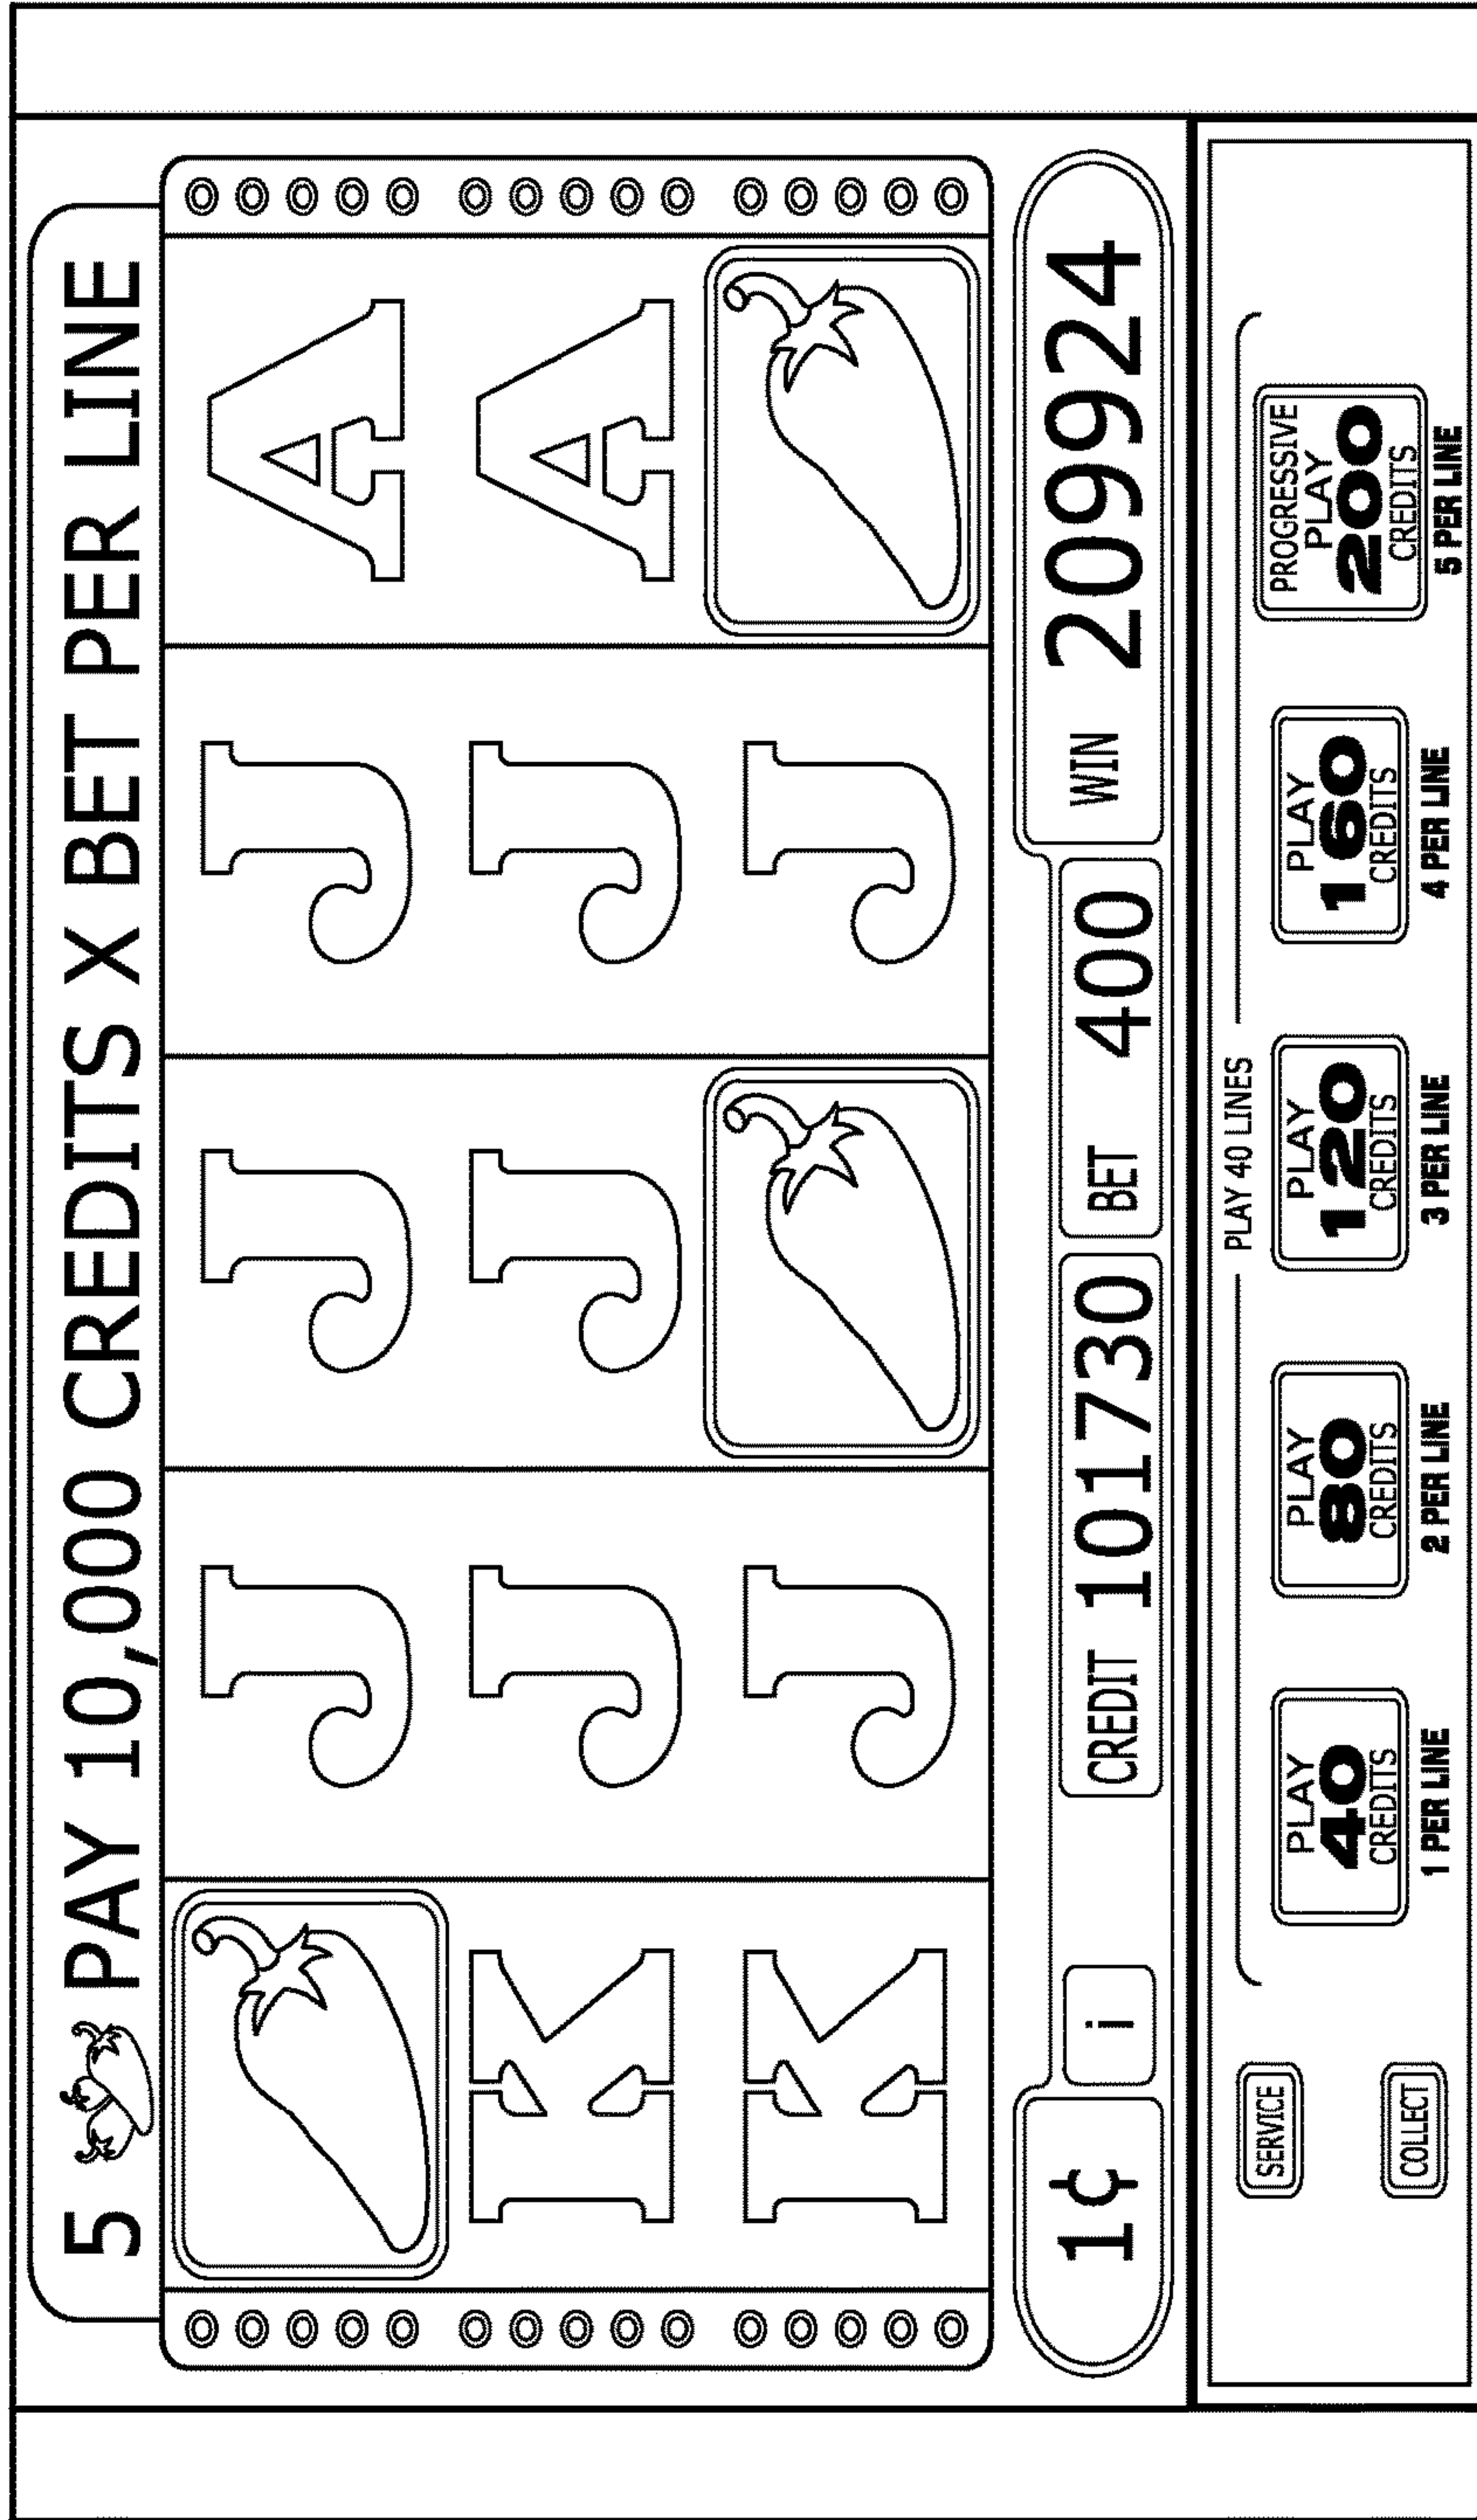 5 PAY 10,000 CREDITS X BET PER LINE
J J J A
K J J J A
K J J
1¢ i CREDIT 101730 BET 400 WIN 209924
PLAY 40 LINES
SERVICE
COLLECT
PLAY
40
CREDITS
1 PER LINE
PLAY
80
CREDITS
2 PER LINE
PLAY
120
CREDITS
3 PER LINE
PLAY
160
CREDITS
4 PER LINE
PROGRESSIVE
PLAY
200
CREDITS
5 PER LINE